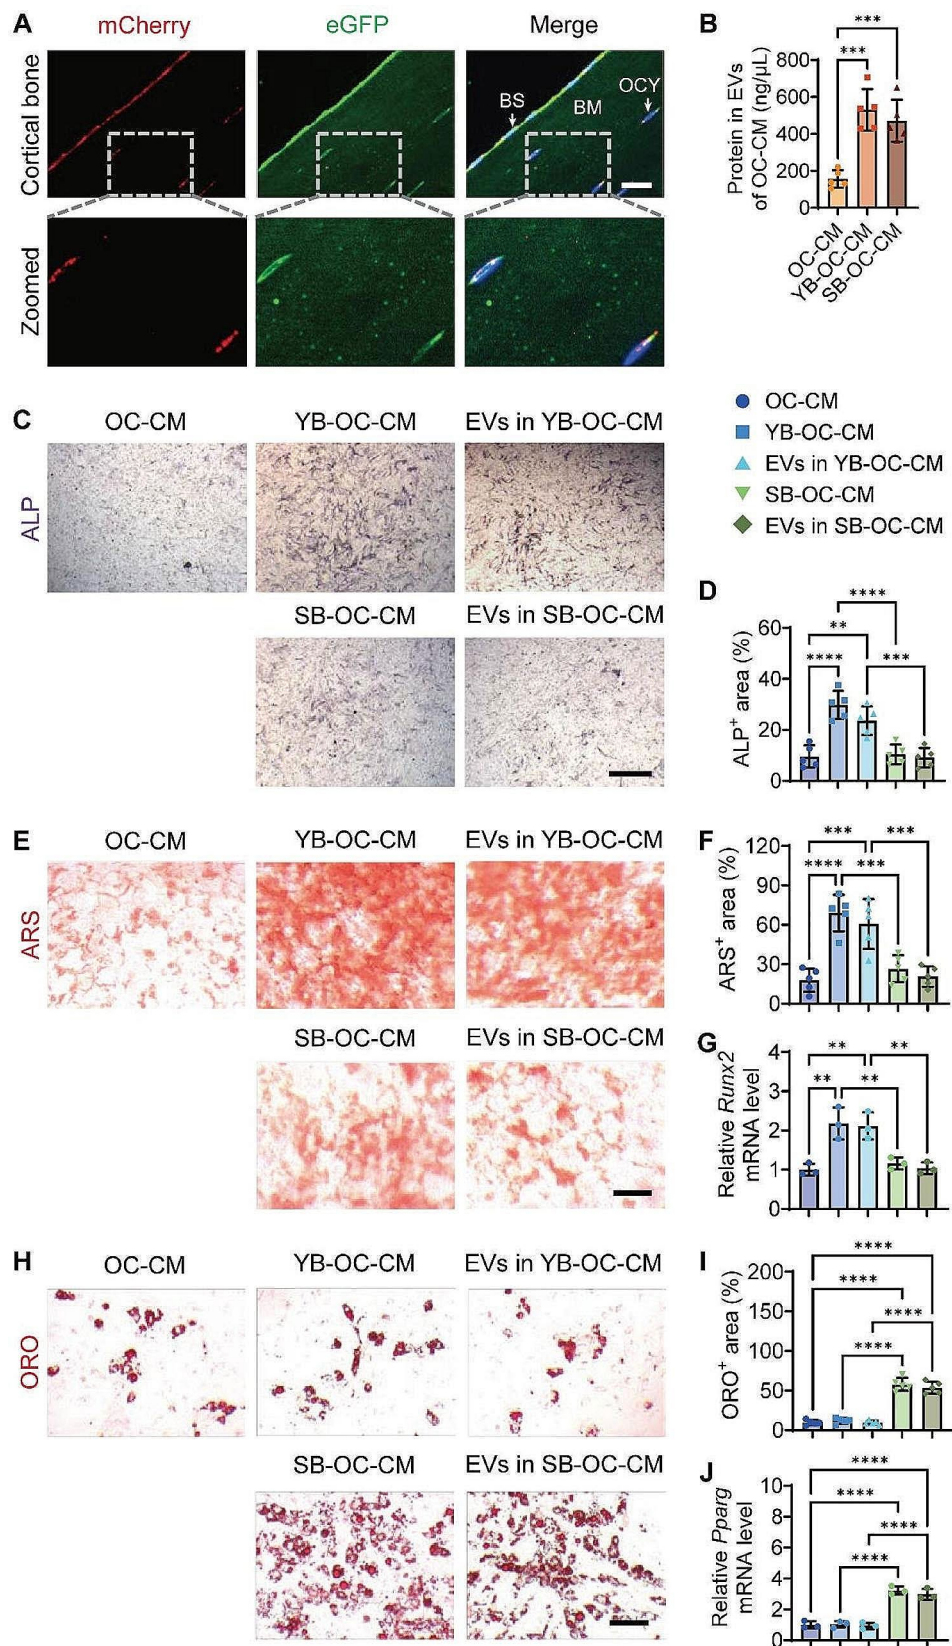 A
mCherry
eGFP
Merge
Cortical bone
BS
BM
OCY
Zoomed
B
***
***
Protein in EVs
of OC-CM (ng/μL)
800
600
400
200
0
OC-CM
YB-OC-CM
SB-OC-CM
OC-CM
YB-OC-CM
EVs in YB-OC-CM
SB-OC-CM
EVs in SB-OC-CM
C
OC-CM
YB-OC-CM
EVs in YB-OC-CM
ALP
SB-OC-CM
EVs in SB-OC-CM
D
****
**
****
***
ALP+ area (%)
60
40
20
0
E
OC-CM
YB-OC-CM
EVs in YB-OC-CM
ARS
SB-OC-CM
EVs in SB-OC-CM
F
***
***
****
***
ARS+ area (%)
120
90
60
30
0
G
**
**
**
**
Relative Runx2
mRNA level
4
3
2
1
0
H
OC-CM
YB-OC-CM
EVs in YB-OC-CM
ORO
SB-OC-CM
EVs in SB-OC-CM
I
****
****
****
****
ORO+ area (%)
200
150
100
50
0
J
****
****
****
****
Relative Pparg
mRNA level
10
8
6
4
2
0